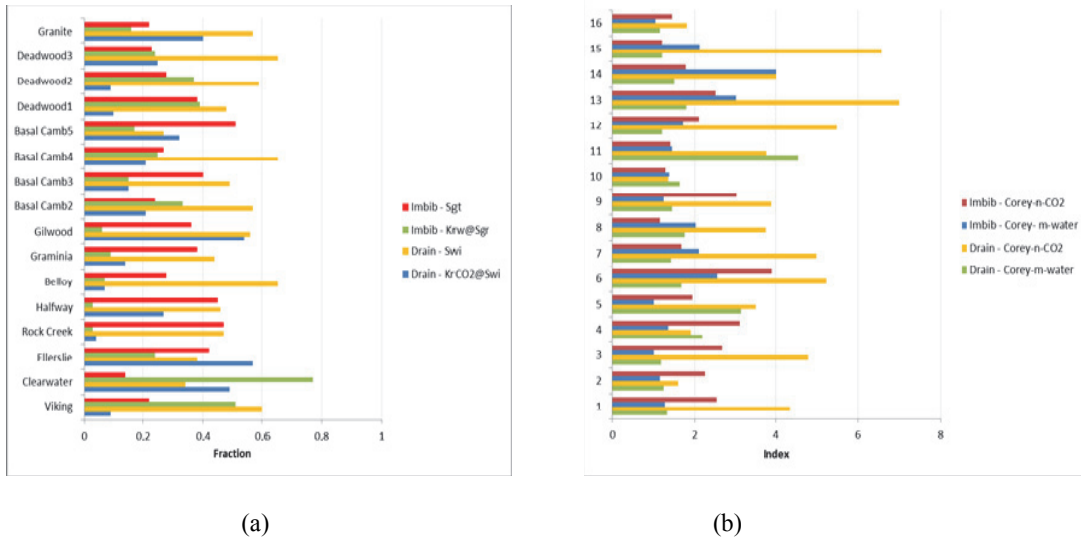 Granite
Deadwood3
Deadwood2
Deadwood1
Basal Camb5
Basal Camb4
Basal Camb3
Basal Camb2
Gilwood
Graminia
Belloy
Halfway
Rock Creek
Ellerslie
Clearwater
Viking
0 0,2 0,4 0,6 0,8 1
Fraction
Imbib - Sgt
Imbib - Krw@Sgr
Drain - Swi
Drain - KrCO2@Swi
(a)
16
15
14
13
12
11
10
9
8
7
6
5
4
3
2
1
0 2 4 6 8
Index
Imbib - Corey-n-CO2
Imbib - Corey- m-water
Drain - Corey-n-CO2
Drain - Corey-m-water
(b)